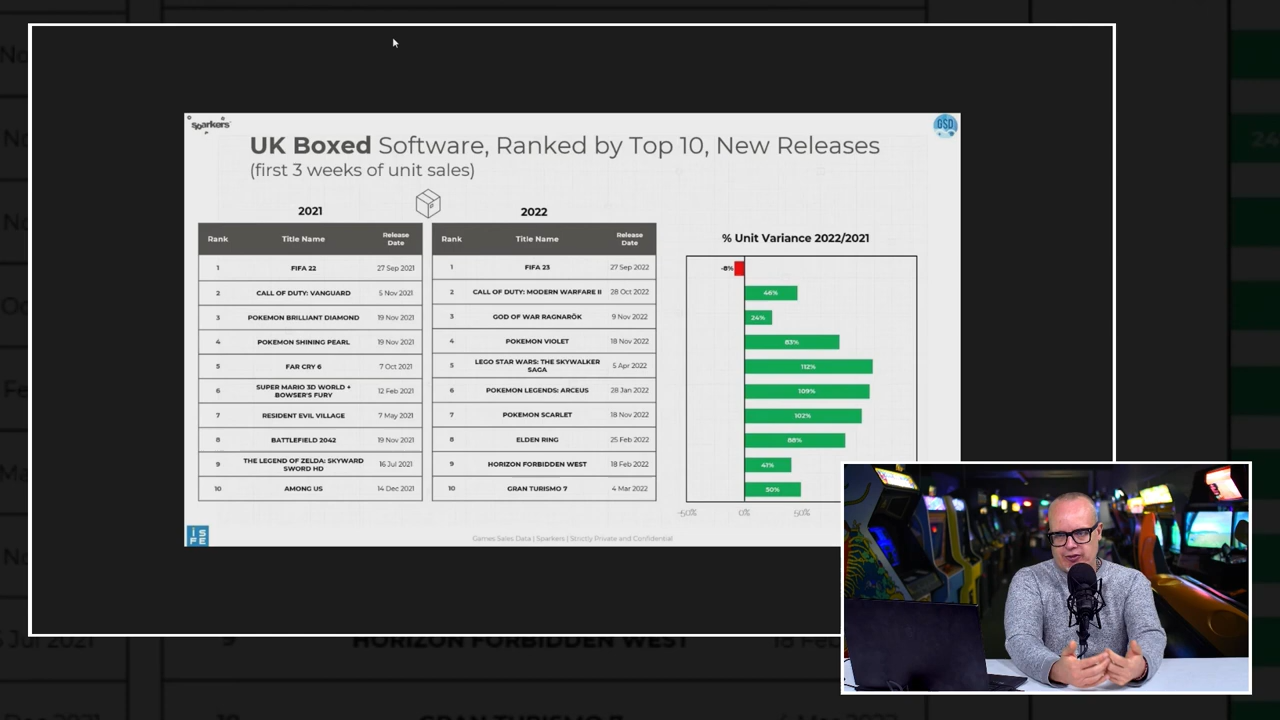 sparkers
GSD
UK Boxed Software, Ranked by Top 10, New Releases
(first 3 weeks of unit sales)
2021
Rank Title Name Release Date
1 FIFA 22 27 Sep 2021
2 CALL OF DUTY: VANGUARD 5 Nov 2021
3 POKEMON BRILLIANT DIAMOND 19 Nov 2021
4 POKEMON SHINING PEARL 19 Nov 2021
5 FAR CRY 6 7 Oct 2021
6 SUPER MARIO 3D WORLD + BOWSER'S FURY 12 Feb 2021
7 RESIDENT EVIL VILLAGE 7 May 2021
8 BATTLEFIELD 2042 19 Nov 2021
9 THE LEGEND OF ZELDA: SKYWARD SWORD HD 16 Jul 2021
10 AMONG US 14 Dec 2021
2022
Rank Title Name Release Date
1 FIFA 23 27 Sep 2022
2 CALL OF DUTY: MODERN WARFARE II 28 Oct 2022
3 GOD OF WAR RAGNARÖK 9 Nov 2022
4 POKEMON VIOLET 18 Nov 2022
5 LEGO STAR WARS: THE SKYWALKER SAGA 5 Apr 2022
6 POKEMON LEGENDS: ARCEUS 28 Jan 2022
7 POKEMON SCARLET 18 Nov 2022
8 ELDEN RING 25 Feb 2022
9 HORIZON FORBIDDEN WEST 18 Feb 2022
10 GRAN TURISMO 7 4 Mar 2022
% Unit Variance 2022/2021
-8%
46%
24%
83%
112%
109%
102%
88%
41%
50%
-50% 0% 50%
iSFE
Games Sales Data | Sparkers | Strictly Private and Confidential
HORIZON FORBIDDEN WEST